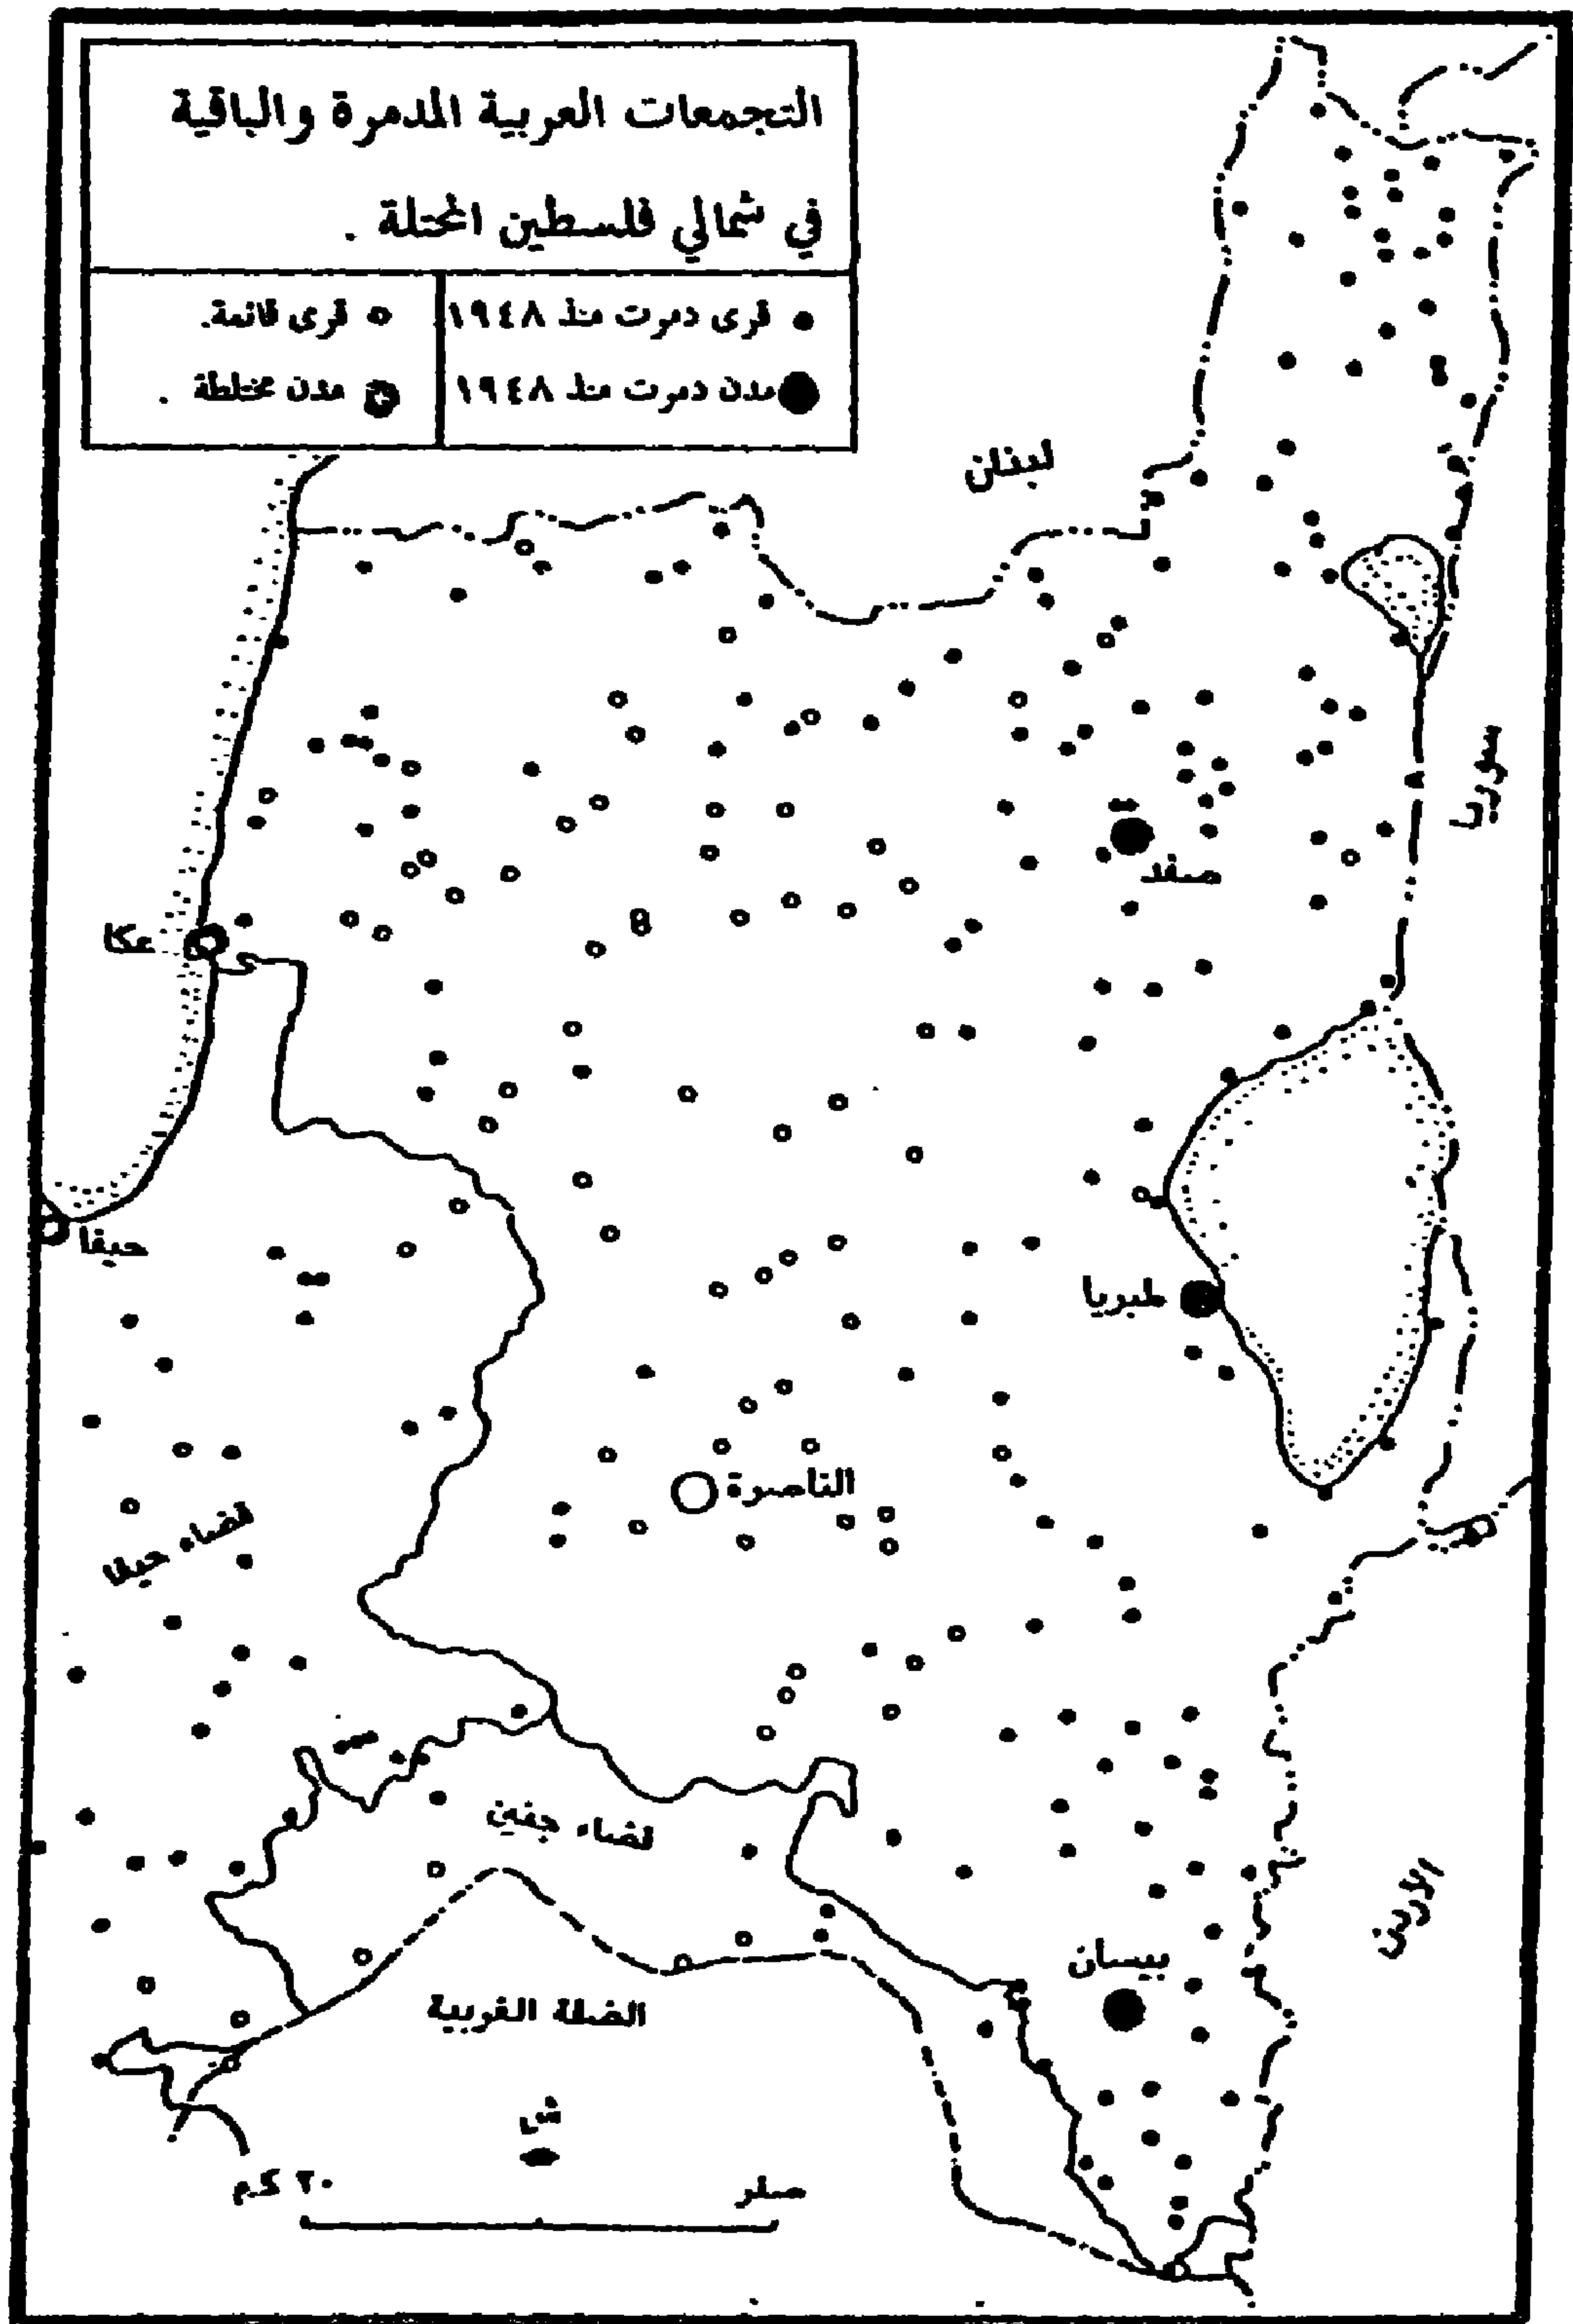 التجمعات العربية المدمرة والباقية
في شمالي فلسطين المحتلة .
قرى دمرت منذ ١٩٤٨
قرى قائمة.
مدن دمرت منذ ١٩٤٨
مدن مختلطة .
لبنان
سوريا
صفد
عكا
حيفا
طبريا
الناصرة
قضاء حيفا
قضاء جنين
الأردن
بيسان
الضفة الغربية
ش
٢٠ كم
صفر